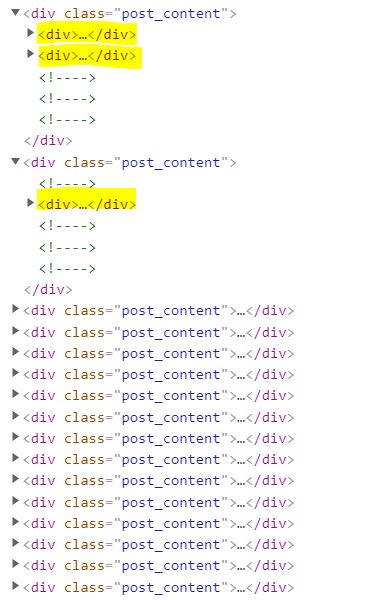 <div class="post_content">
<div>…</div>
<div>…</div>
<!---->
<!---->
<!---->
</div>
<div class="post_content">
<!---->
<div>…</div>
<!---->
<!---->
<!---->
</div>
<div class="post_content">…</div>
<div class="post_content">…</div>
<div class="post_content">…</div>
<div class="post_content">…</div>
<div class="post_content">…</div>
<div class="post_content">…</div>
<div class="post_content">…</div>
<div class="post_content">…</div>
<div class="post_content">…</div>
<div class="post_content">…</div>
<div class="post_content">…</div>
<div class="post_content">…</div>
<div class="post_content">…</div>
<div class="post_content">…</div>